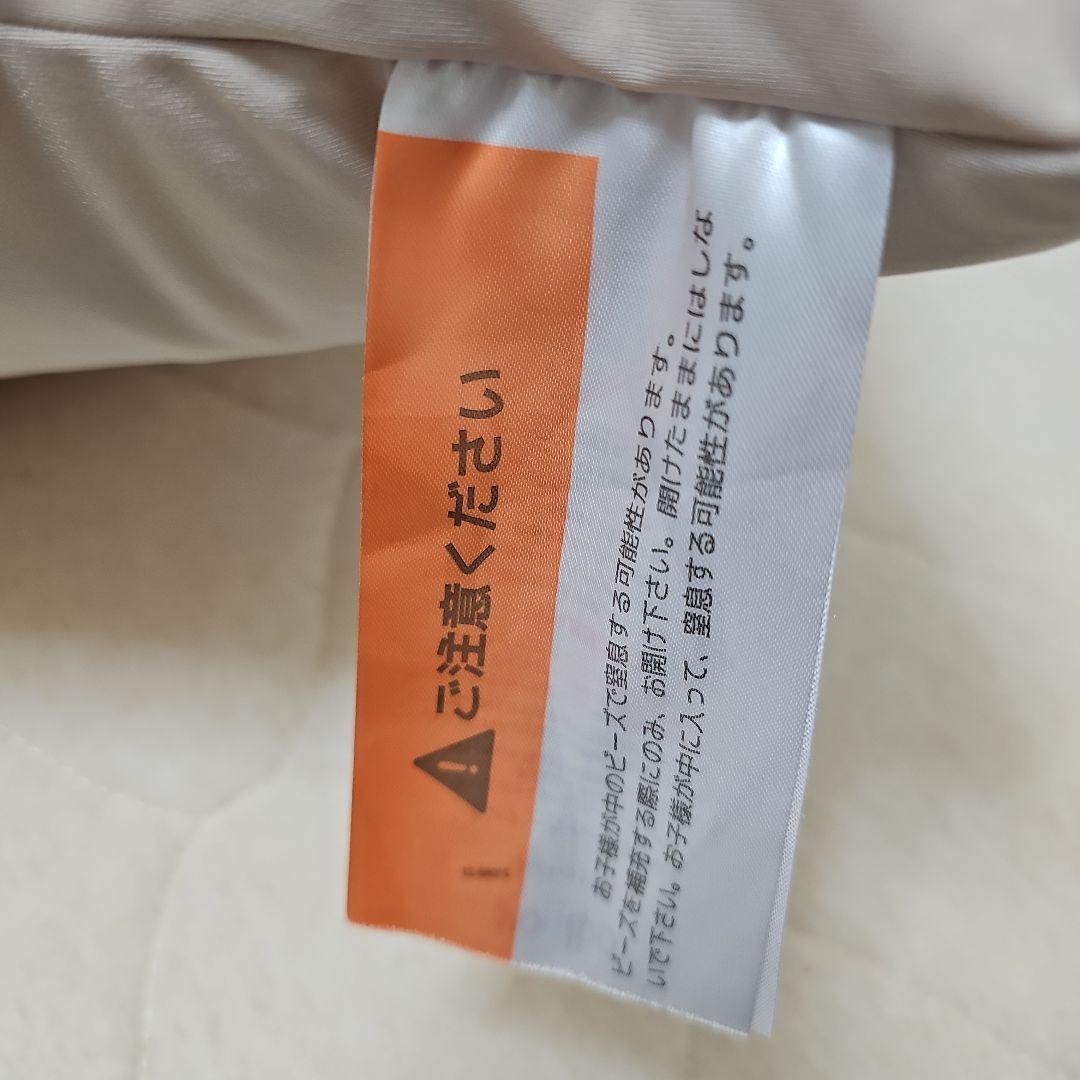 ご注意ください
お子様が中のビーズで窒息する可能性があります。
ビーズを補充する際にのみ、お開け下さい。開けたままにはしな
いで下さい。お子様が中に入って、窒息する可能性があります。